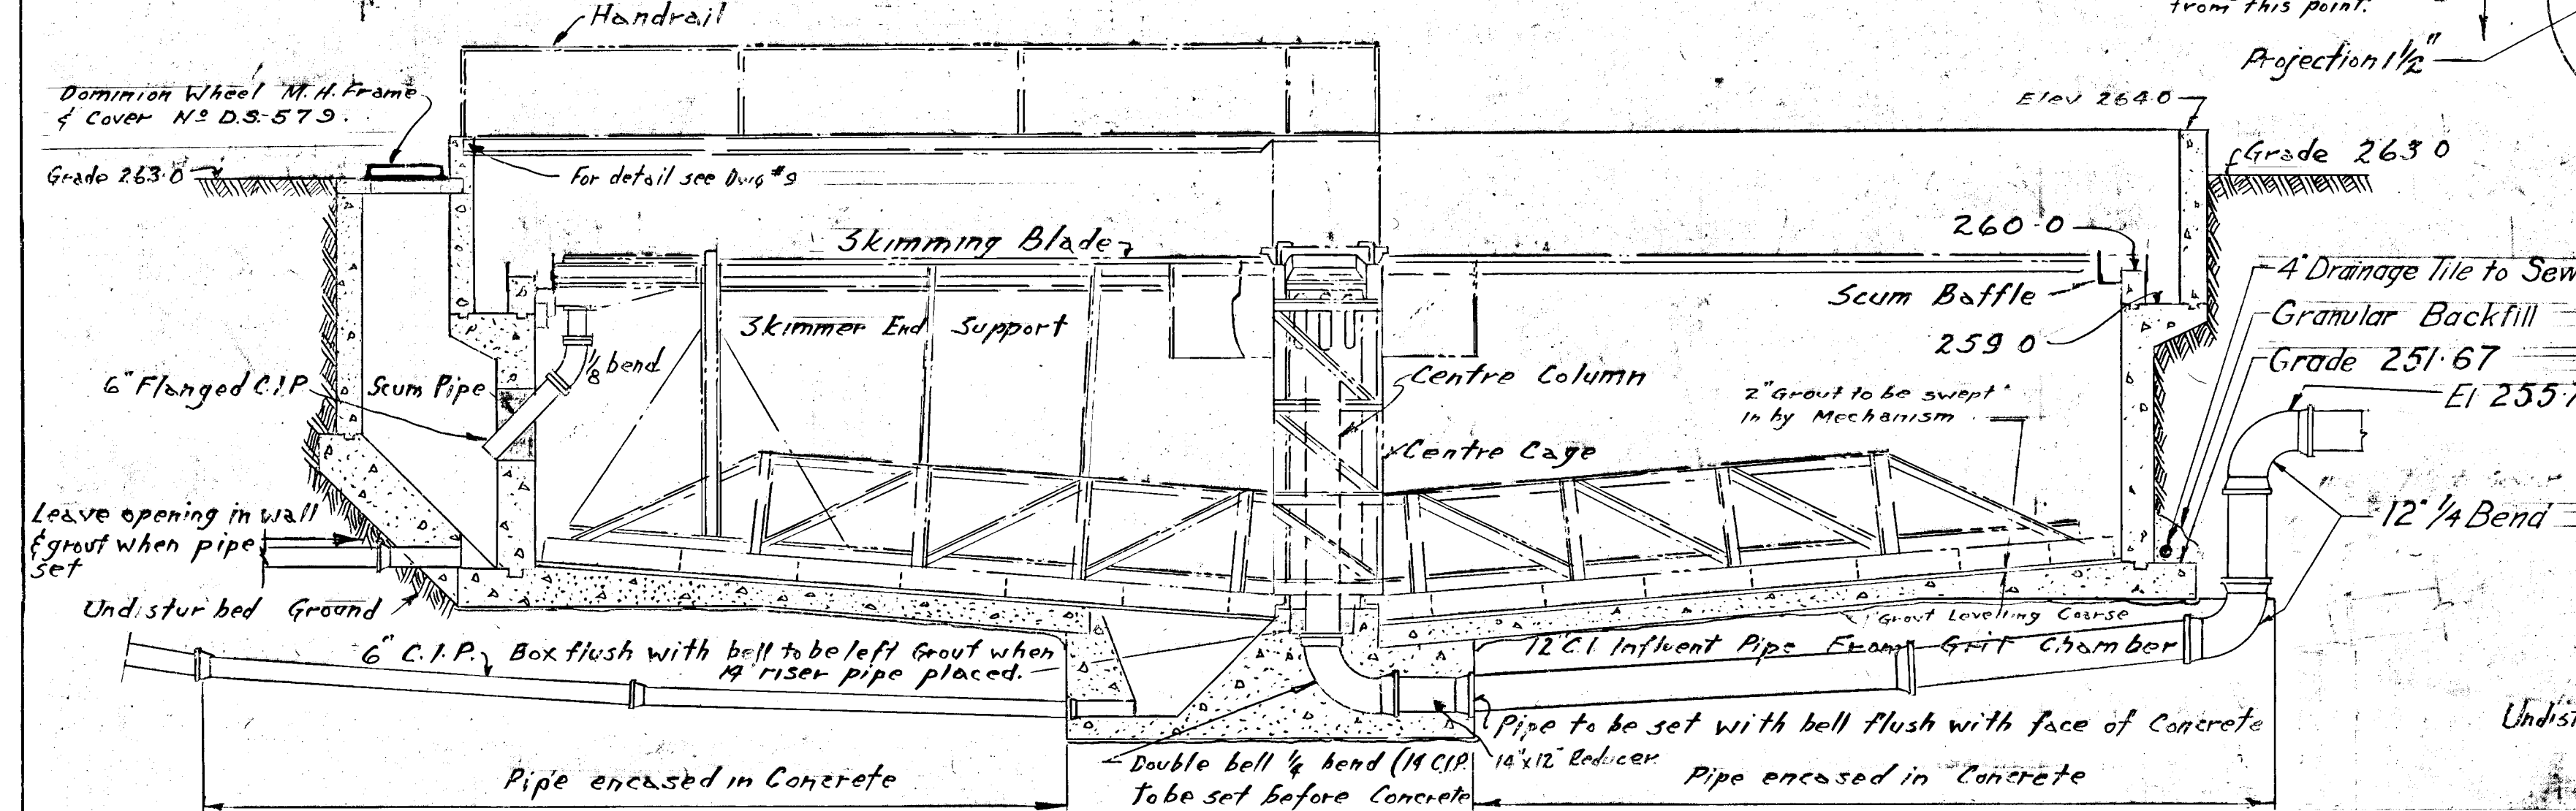 Handrail
from this point.
Projection 1½"
Dominion Wheel M.H. Frame
& Cover Nº D.S.-579.
Elev 264.0
Grade 263.0
For detail see Dwg #9
Grade 263.0
Skimming Blade
260.0
4" Drainage Tile to Sew
Scum Baffle
Skimmer End Support
Granular Backfill
259.0
Grade 251.67
1/8 bend
6" Flanged C.I.P.
Scum Pipe
Centre Column
2" Grout to be swept
in by Mechanism
El 255.
Centre Cage
Leave opening in wall
& grout when pipe
set
12" 1/4 Bend
Undisturbed Ground
Grout Levelling Coarse
6" C.I.P.
Box flush with bell to be left Grout when
14" riser pipe placed.
12" C.I. Influent Pipe From Grit Chamber
Pipe to be set with bell flush with face of Concrete
Undist
Double bell 1/4 bend (14 C.I.P.
To be set before Concrete
14"x12" Reducer
Pipe encased in Concrete
Pipe encased in Concrete